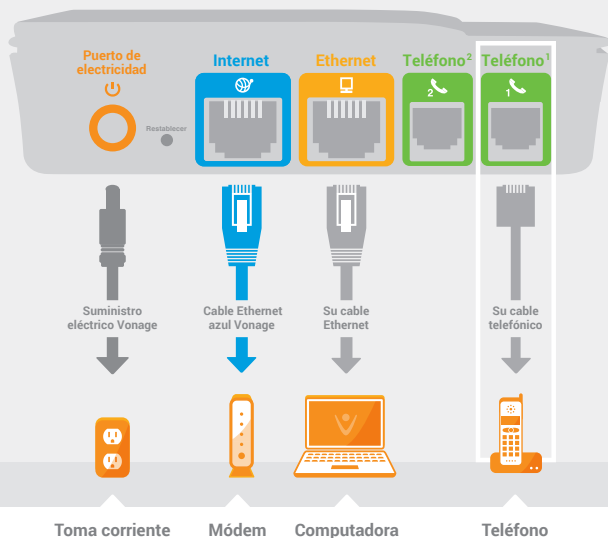 Puerto de
electricidad
Internet
Ethernet
Teléfono²
Teléfono¹
2
1
Restablecer
Suministro
eléctrico Vonage
Cable Ethernet
azul Vonage
Su cable
Ethernet
Su cable
telefónico
Toma corriente
Módem
Computadora
Teléfono